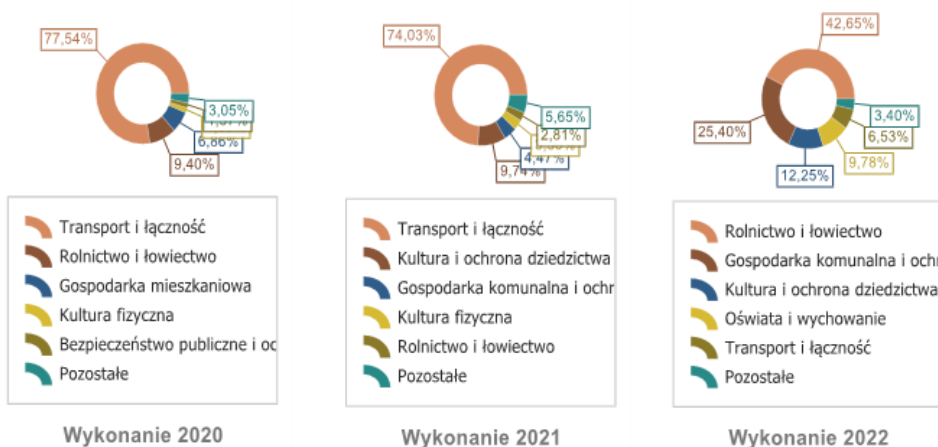 77,54%
3,05%
6,86%
9,40%
Transport i łączność
Rolnictwo i łowiectwo
Gospodarka mieszkaniowa
Kultura fizyczna
Bezpieczeństwo publiczne i oc
Pozostałe
Wykonanie 2020
74,03%
5,65%
2,81%
4,47%
9,74%
Transport i łączność
Kultura i ochrona dziedzictwa
Gospodarka komunalna i ochr
Kultura fizyczna
Rolnictwo i łowiectwo
Pozostałe
Wykonanie 2021
42,65%
3,40%
25,40%
6,53%
9,78%
12,25%
Rolnictwo i łowiectwo
Gospodarka komunalna i ochr
Kultura i ochrona dziedzictwa
Oświata i wychowanie
Transport i łączność
Pozostałe
Wykonanie 2022